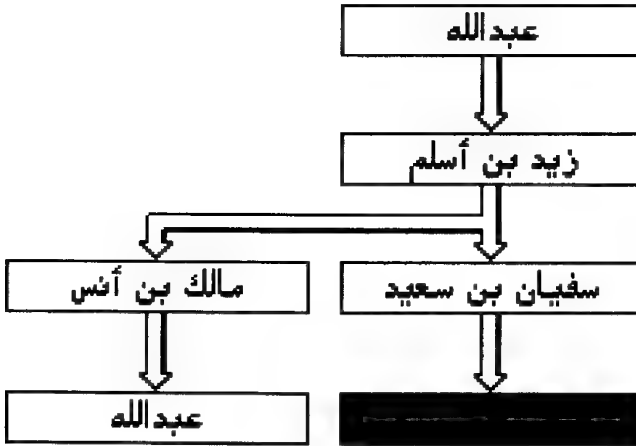 عبدالله
زيد بن أسلم
سفيان بن سعيد
مالك بن أنس
عبدالله